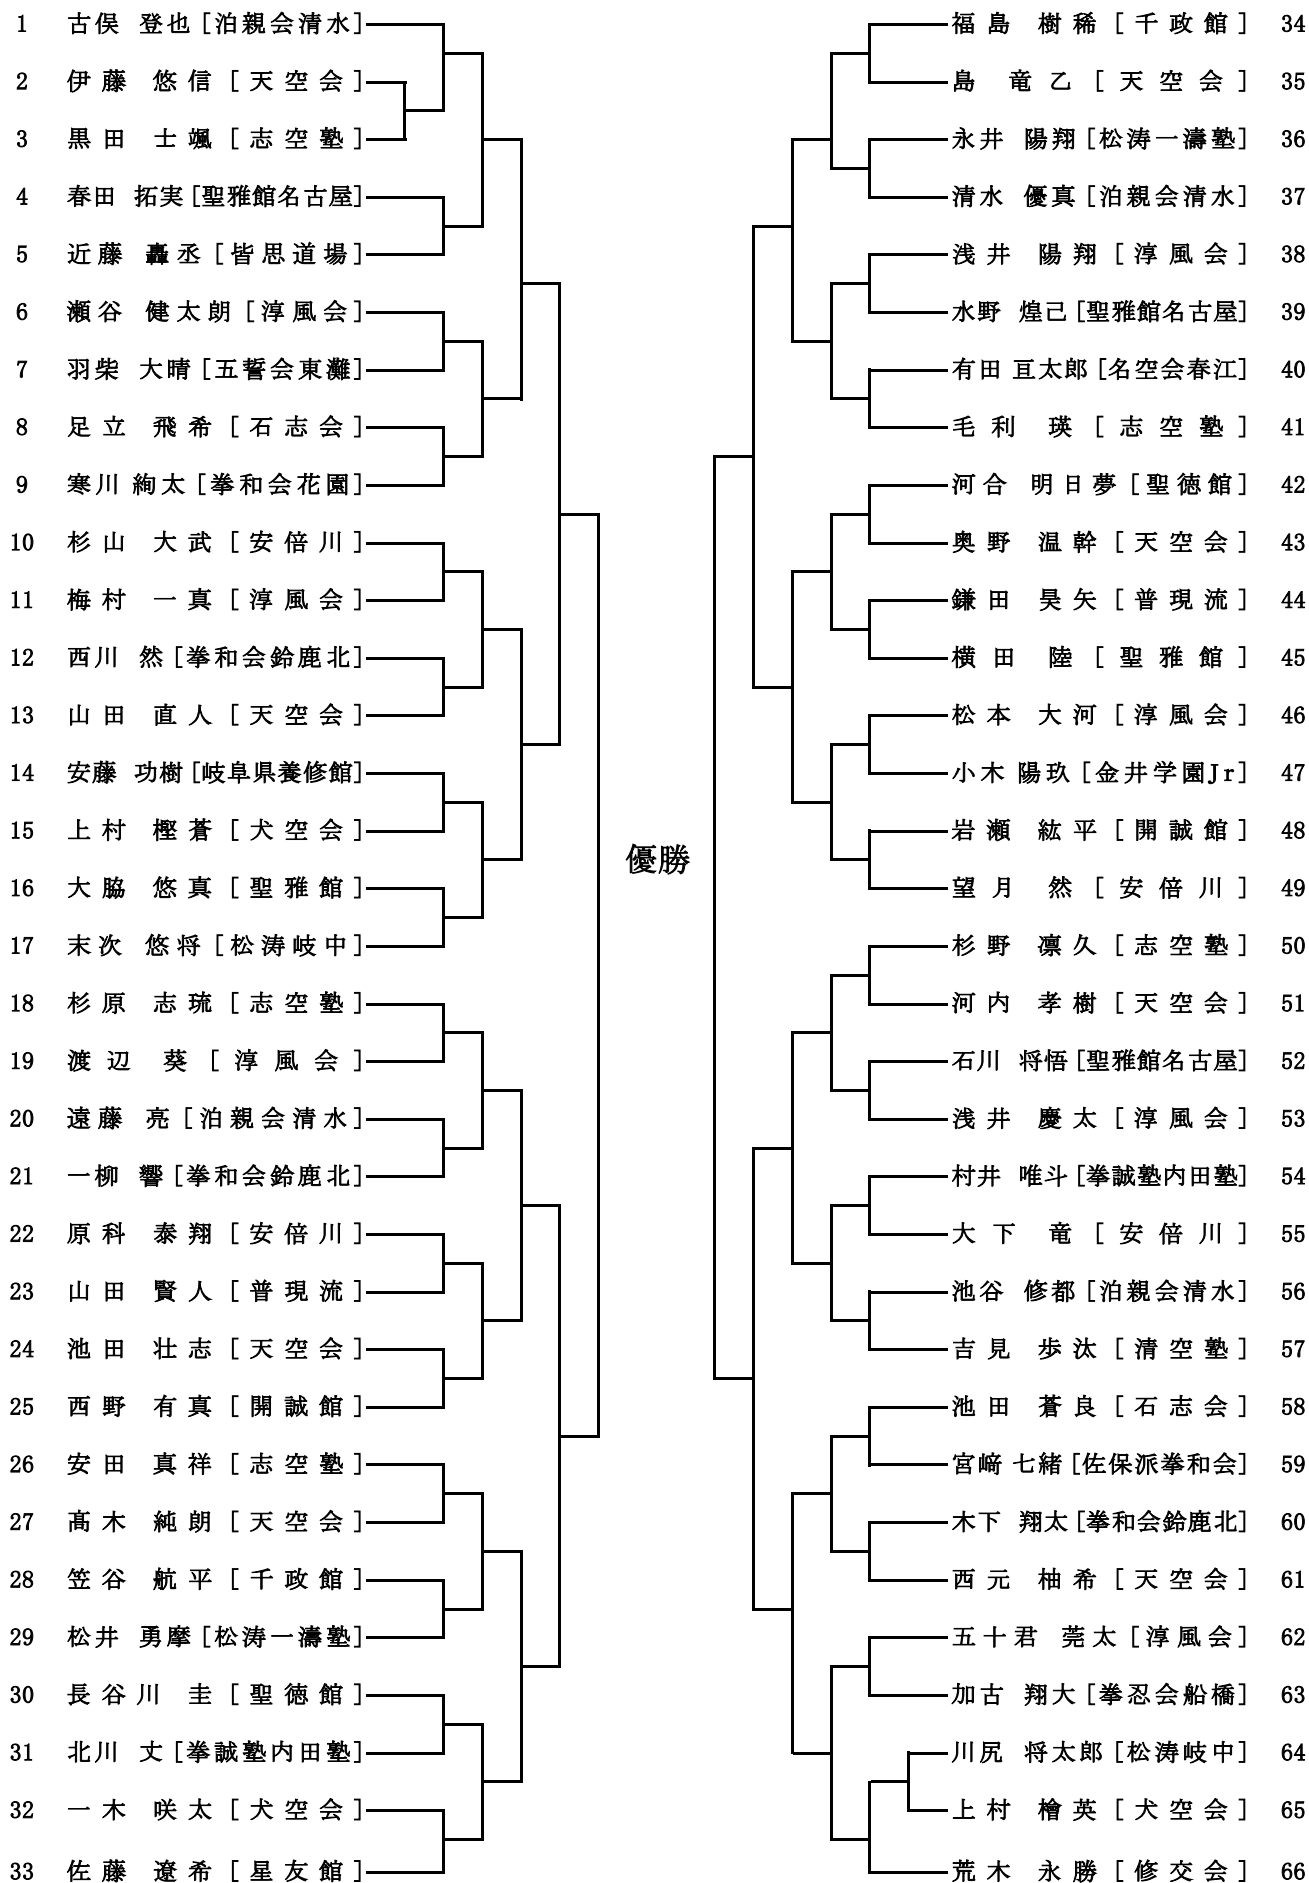 1 古俣 登也 [泊親会清水]
2 伊藤 悠信 [天空会]
3 黒田 士颯 [志空塾]
4 春田 拓実 [聖雅館名古屋]
5 近藤 轟丞 [皆思道場]
6 瀬谷 健太朗 [淳風会]
7 羽柴 大晴 [五誓会東灘]
8 足立 飛希 [石志会]
9 寒川 絢太 [拳和会花園]
10 杉山 大武 [安倍川]
11 梅村 一真 [淳風会]
12 西川 然 [拳和会鈴鹿北]
13 山田 直人 [天空会]
14 安藤 功樹 [岐阜県養修館]
15 上村 樫蒼 [犬空会]
16 大脇 悠真 [聖雅館]
17 末次 悠将 [松涛岐中]
18 杉原 志琉 [志空塾]
19 渡辺 葵 [淳風会]
20 遠藤 亮 [泊親会清水]
21 一柳 響 [拳和会鈴鹿北]
22 原科 泰翔 [安倍川]
23 山田 賢人 [普現流]
24 池田 壮志 [天空会]
25 西野 有真 [開誠館]
26 安田 真祥 [志空塾]
27 髙木 純朗 [天空会]
28 笠谷 航平 [千政館]
29 松井 勇摩 [松涛一濤塾]
30 長谷川 圭 [聖徳館]
31 北川 丈 [拳誠塾内田塾]
32 一木 咲太 [犬空会]
33 佐藤 遼希 [星友館]
優勝
福島 樹稀 [千政館] 34
島 竜乙 [天空会] 35
永井 陽翔 [松涛一濤塾] 36
清水 優真 [泊親会清水] 37
浅井 陽翔 [淳風会] 38
水野 煌己 [聖雅館名古屋] 39
有田 亘太郎 [名空会春江] 40
毛利 瑛 [志空塾] 41
河合 明日夢 [聖徳館] 42
奥野 温幹 [天空会] 43
鎌田 昊矢 [普現流] 44
横田 陸 [聖雅館] 45
松本 大河 [淳風会] 46
小木 陽玖 [金井学園Jr] 47
岩瀬 紘平 [開誠館] 48
望月 然 [安倍川] 49
杉野 凛久 [志空塾] 50
河内 孝樹 [天空会] 51
石川 将悟 [聖雅館名古屋] 52
浅井 慶太 [淳風会] 53
村井 唯斗 [拳誠塾内田塾] 54
大下 竜 [安倍川] 55
池谷 修都 [泊親会清水] 56
吉見 歩汰 [清空塾] 57
池田 蒼良 [石志会] 58
宮﨑 七緒 [佐保派拳和会] 59
木下 翔太 [拳和会鈴鹿北] 60
西元 柚希 [天空会] 61
五十君 莞太 [淳風会] 62
加古 翔大 [拳忍会船橋] 63
川尻 将太郎 [松涛岐中] 64
上村 檜英 [犬空会] 65
荒木 永勝 [修交会] 66